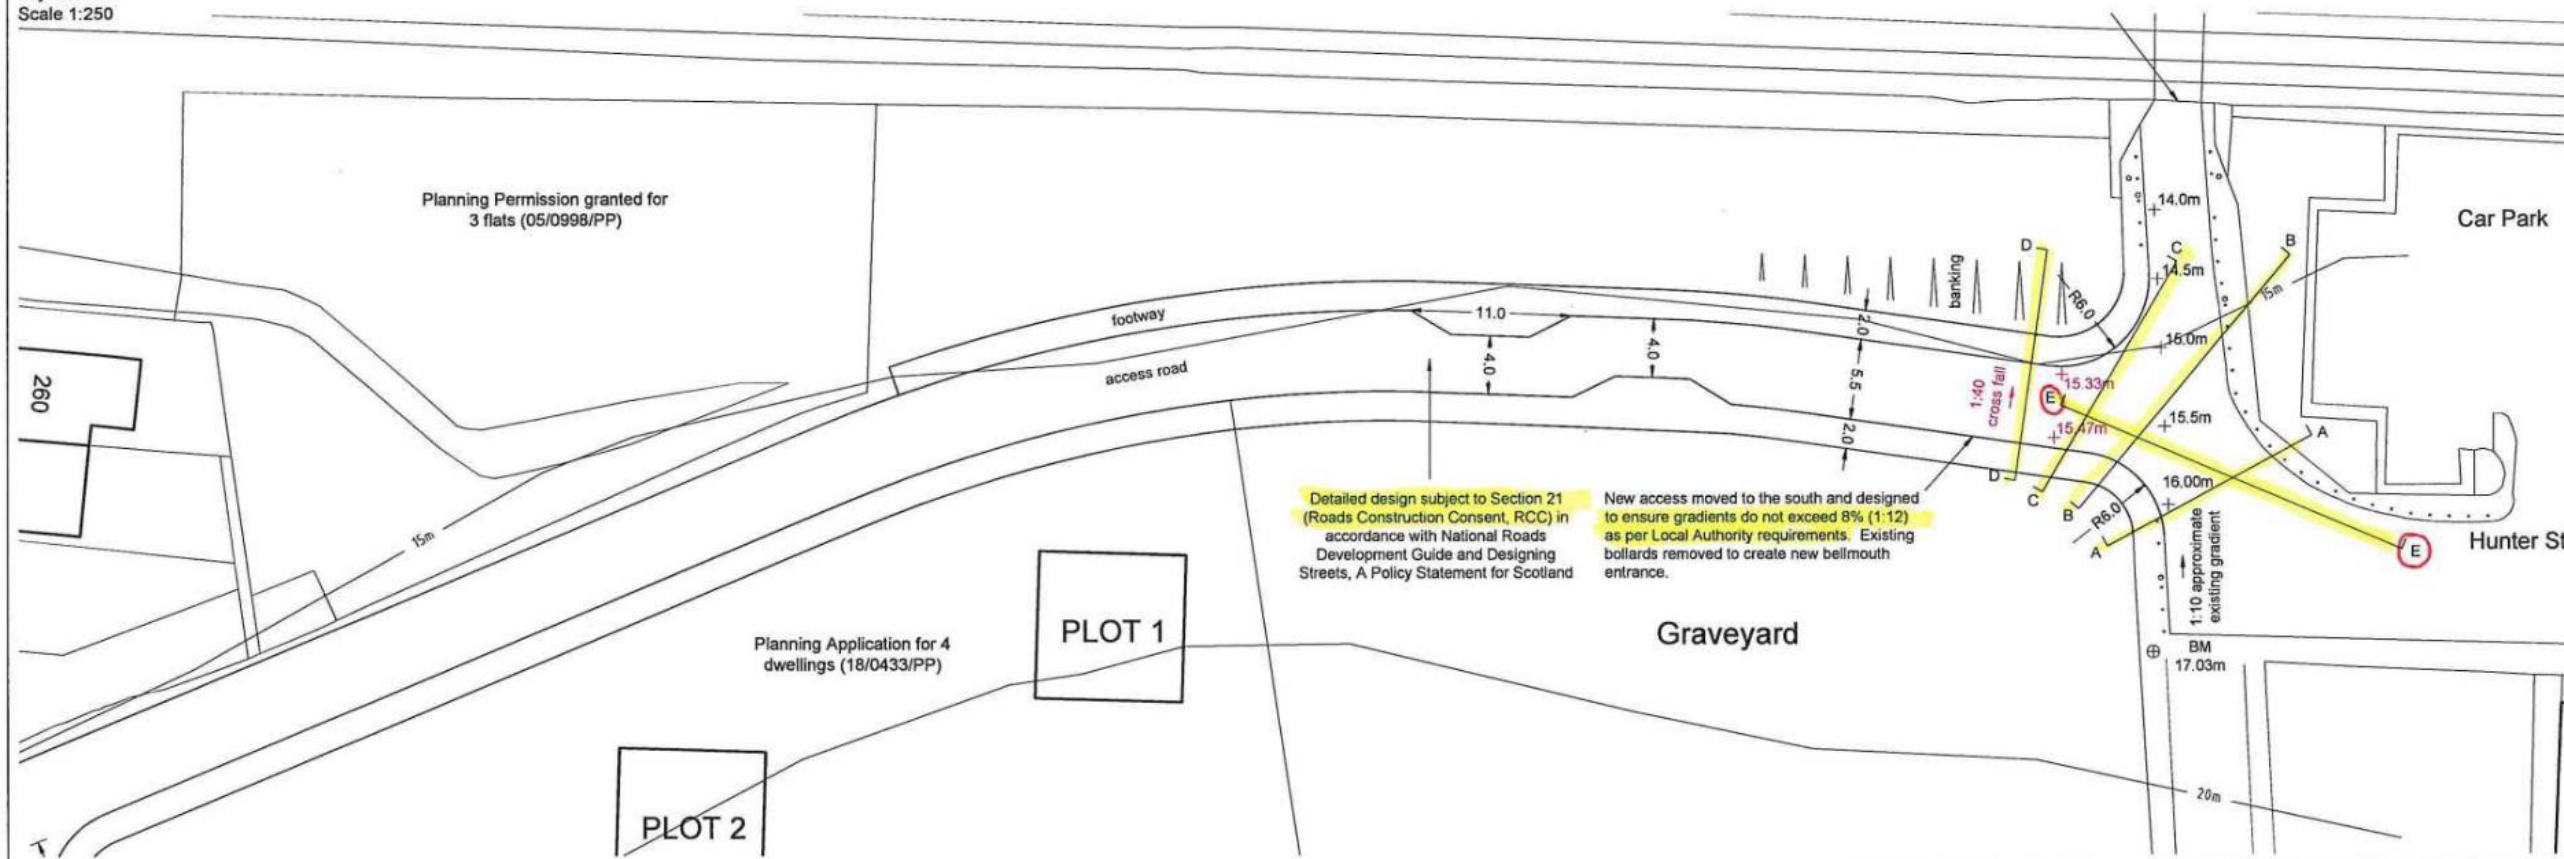 Scale 1:250
Planning Permission granted for
3 flats (05/0998/PP)
260
15m
footway
access road
11.0
4.0
4.0
2.0
5.5
2.0
banking
D
D
C
C
B
B
A
A
E
E
R6.0
R6.0
14.0m
14.5m
15.0m
15m
15.33m
15.47m
15.5m
16.00m
1:40
cross fall
Car Park
Hunter St
1:10 approximate
existing gradient
BM
17.03m
Detailed design subject to Section 21
(Roads Construction Consent, RCC) in
accordance with National Roads
Development Guide and Designing
Streets, A Policy Statement for Scotland
New access moved to the south and designed
to ensure gradients do not exceed 8% (1:12)
as per Local Authority requirements. Existing
bollards removed to create new bellmouth
entrance.
Graveyard
PLOT 1
Planning Application for 4
dwellings (18/0433/PP)
PLOT 2
20m